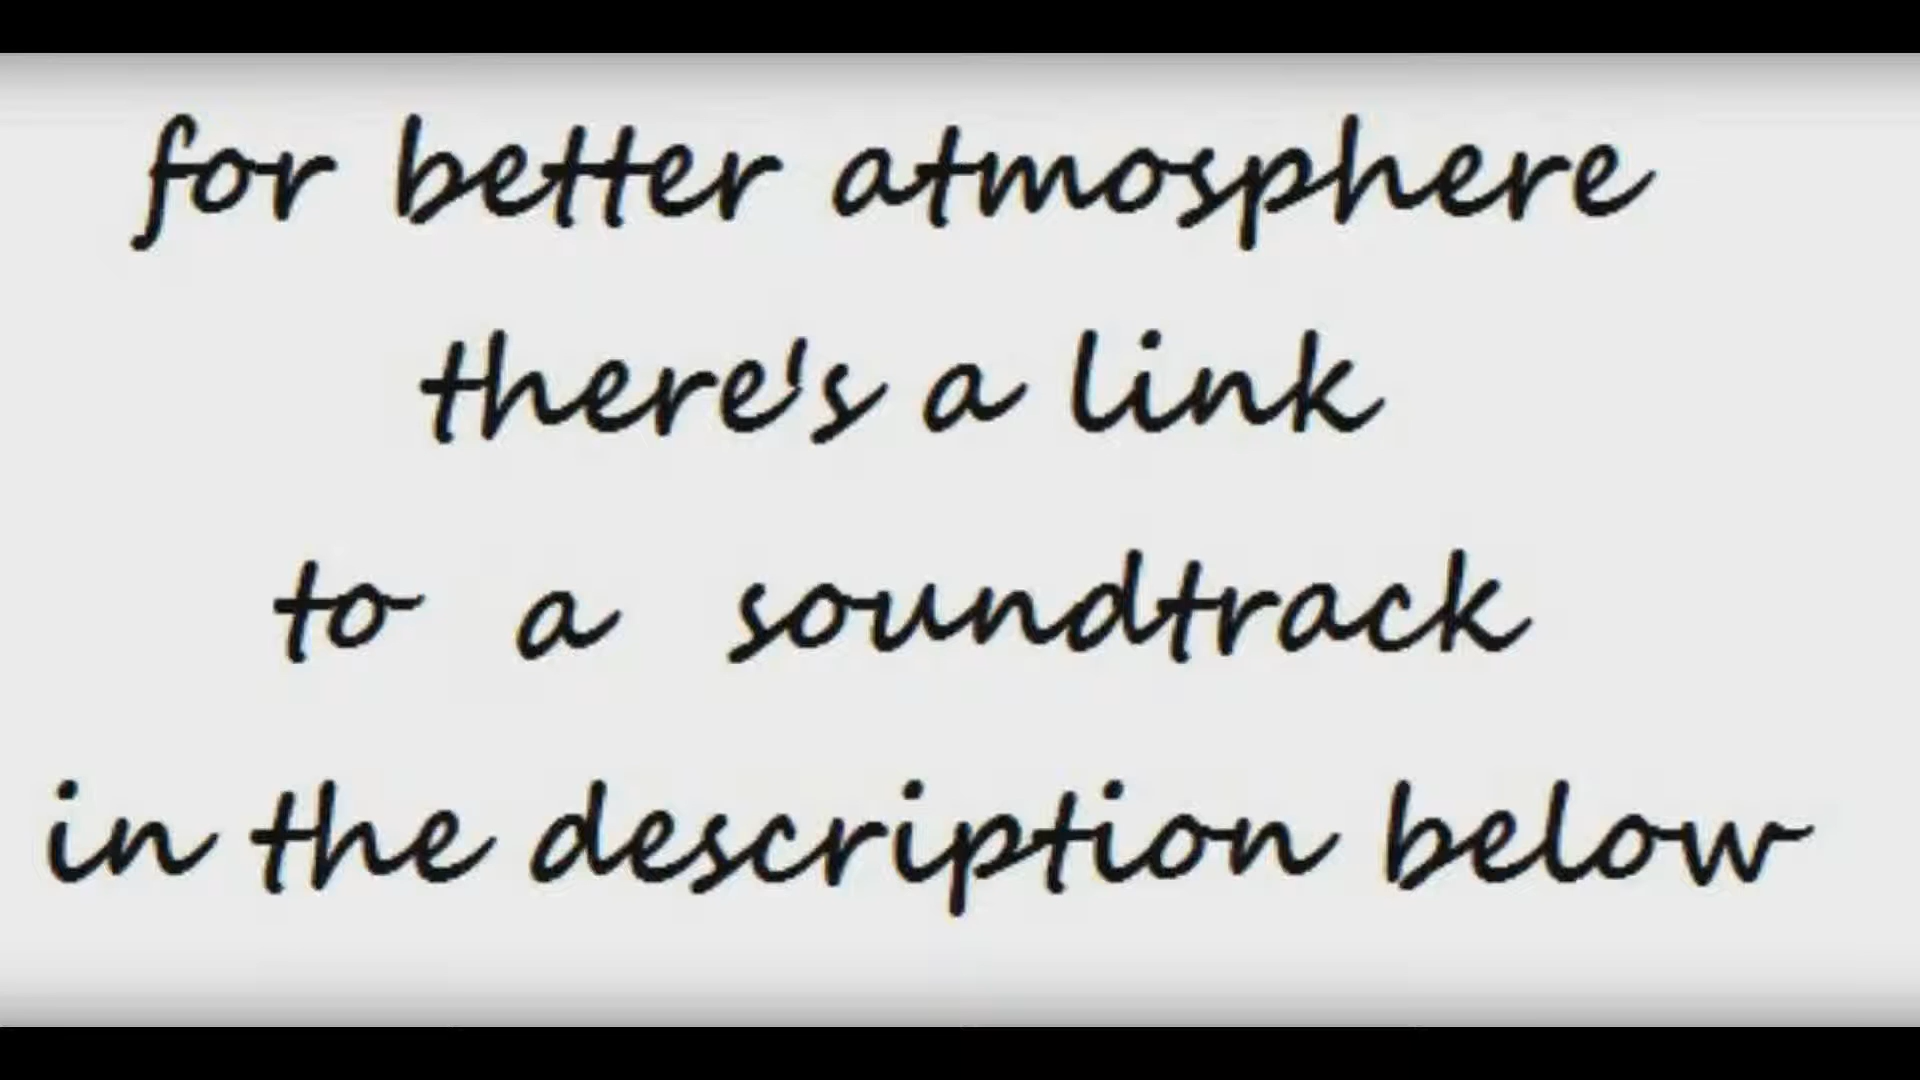 for better atmosphere
there's a link
to a soundtrack
in the description below